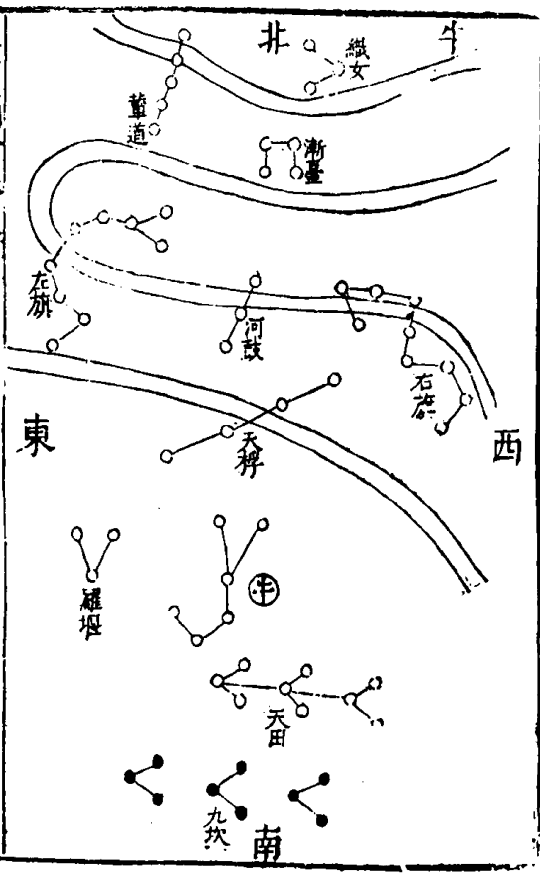 北
牛
織女
輦道
漸臺
左旗
河鼓
右旗
東
天桴
西
羅堰
牛
天田
九坎
南